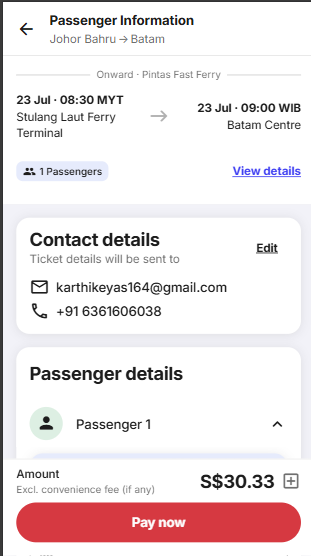 Passenger Information
Johor Bahru → Batam
Onward · Pintas Fast Ferry
23 Jul · 08:30 MYT
Stulang Laut Ferry
Terminal
23 Jul · 09:00 WIB
Batam Centre
1 Passengers
View details
Contact details
Ticket details will be sent to
Edit
karthikeyas164@gmail.com
+91 6361606038
Passenger details
Passenger 1
Amount
Excl. convenience fee (if any)
S$30.33
Pay now